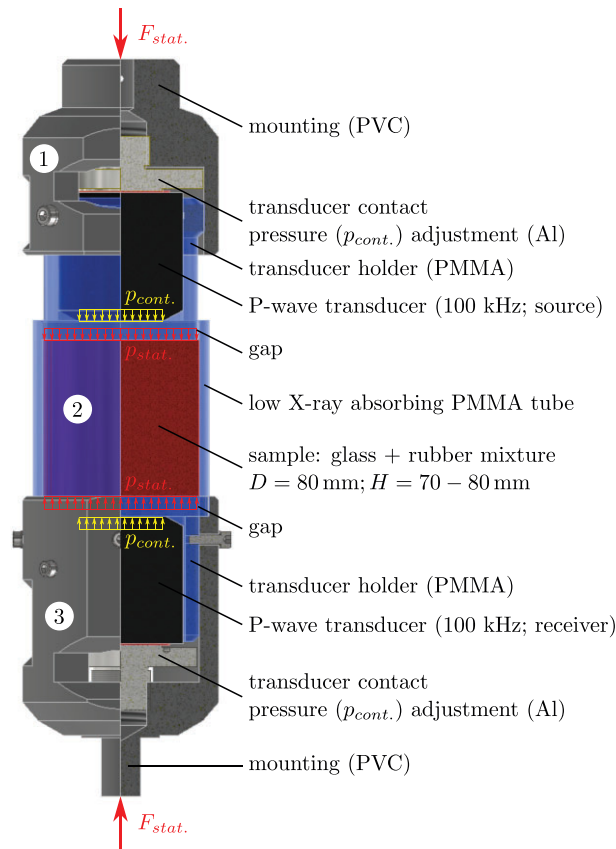 F_stat.
mounting (PVC)
1
transducer contact
pressure (p_cont.) adjustment (Al)
transducer holder (PMMA)
p_cont.
P-wave transducer (100 kHz; source)
gap
p_stat.
2
low X-ray absorbing PMMA tube
sample: glass + rubber mixture
D = 80 mm; H = 70 − 80 mm
p_stat.
gap
p_cont.
transducer holder (PMMA)
3
P-wave transducer (100 kHz; receiver)
transducer contact
pressure (p_cont.) adjustment (Al)
mounting (PVC)
F_stat.